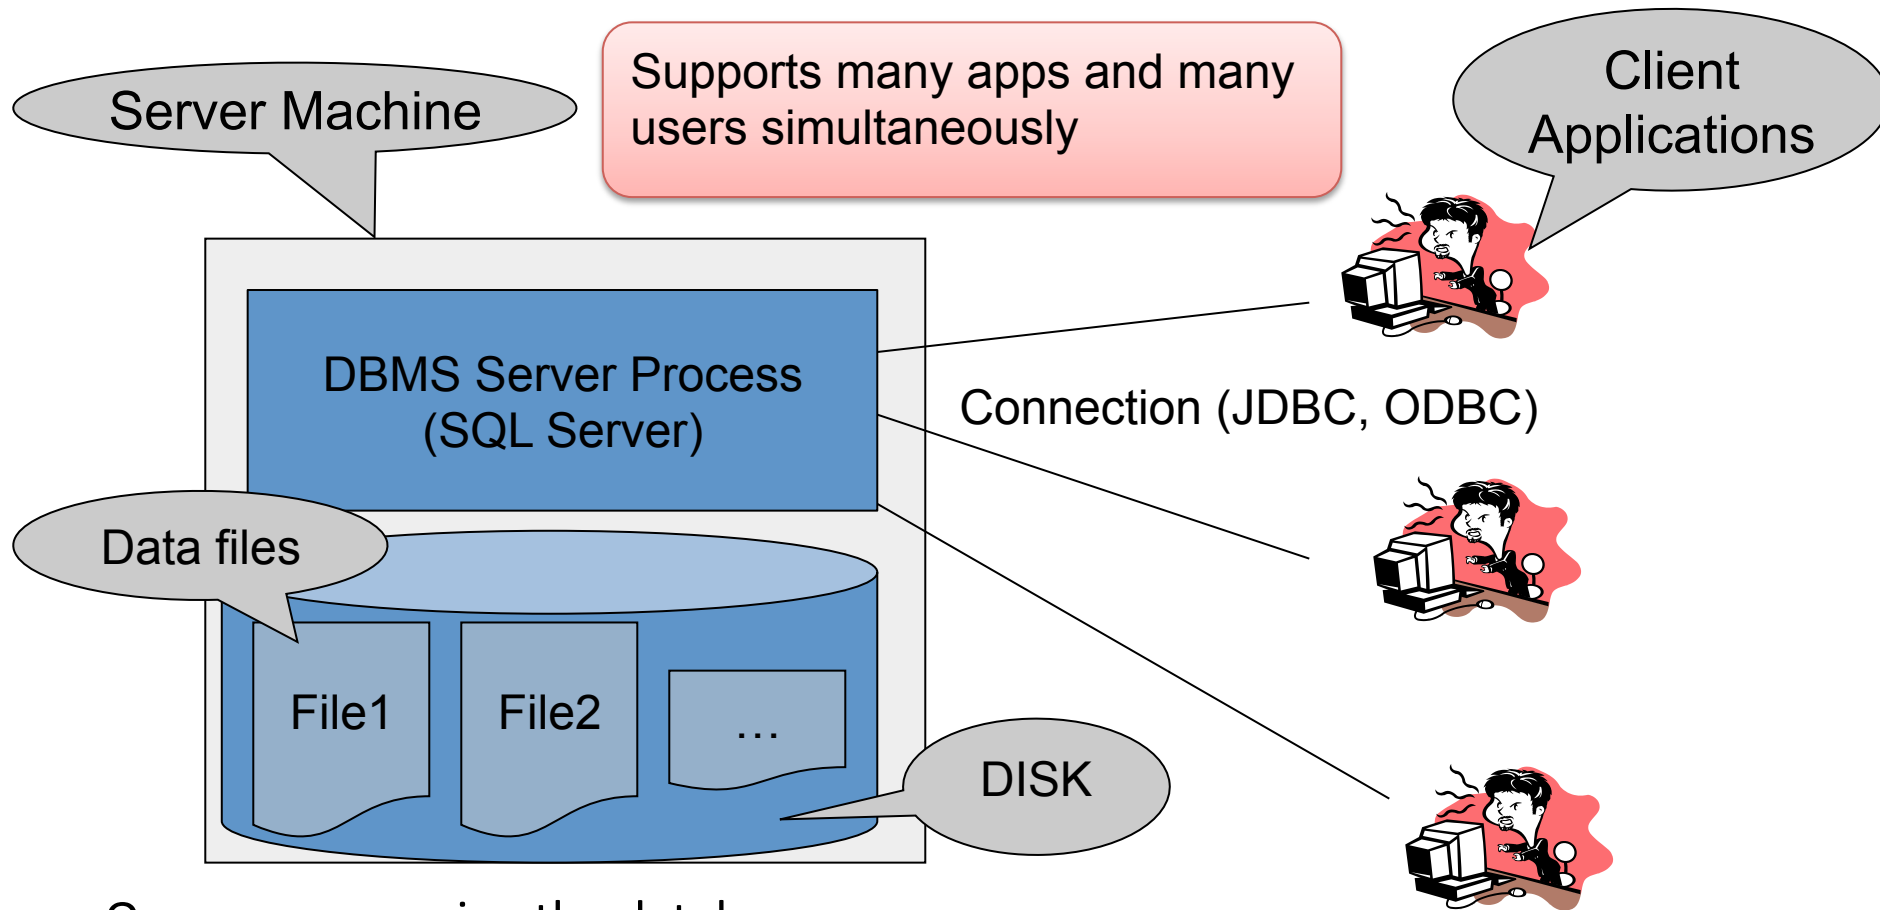 Server Machine
Supports many apps and many
users simultaneously
Client
Applications
DBMS Server Process
(SQL Server)
Connection (JDBC, ODBC)
Data files
File1
File2
...
DISK